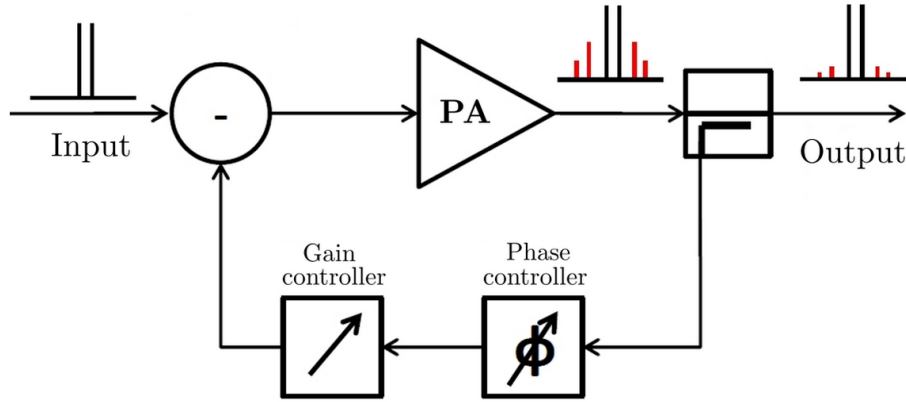 -
PA
Input
Output
Gain
controller
Phase
controller
ϕ